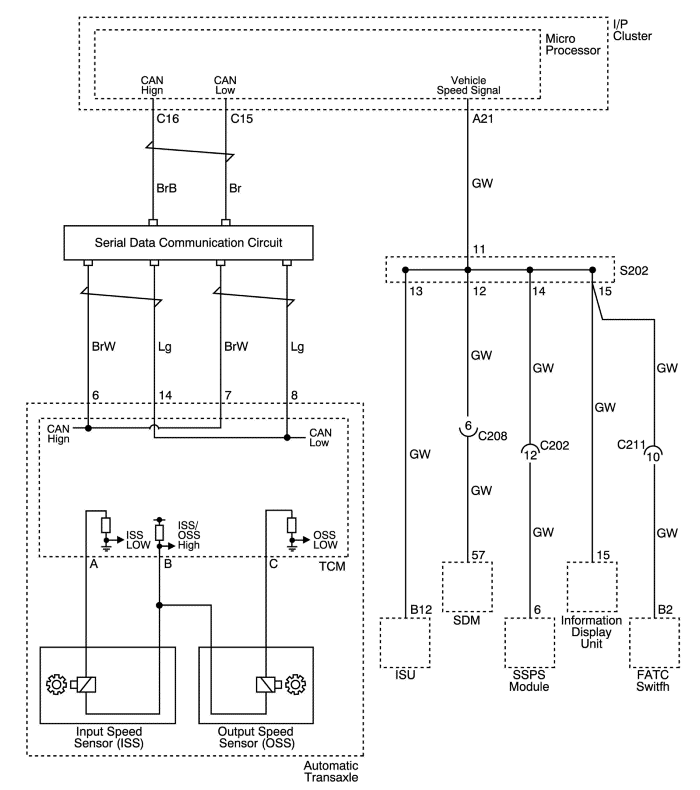 I/P
Cluster
Micro
Processor
CAN
Hign
CAN
Low
Vehicle
Speed Signal
C16
C15
A21
GW
BrB
Br
11
Serial Data Communication Circuit
S202
13
12
14
15
BrW
Lg
BrW
Lg
GW
GW
GW
GW
6
14
7
8
CAN
Hign
CAN
Low
6
C208
12
C202
C211
10
GW
GW
GW
GW
ISS
LOW
ISS/
OSS
High
OSS
LOW
A
B
C
TCM
57
15
SDM
B12
6
B2
Information
Display
Unit
ISU
SSPS
Module
FATC
Switfh
Input Speed
Sensor (ISS)
Output Speed
Sensor (OSS)
Automatic
Transaxle